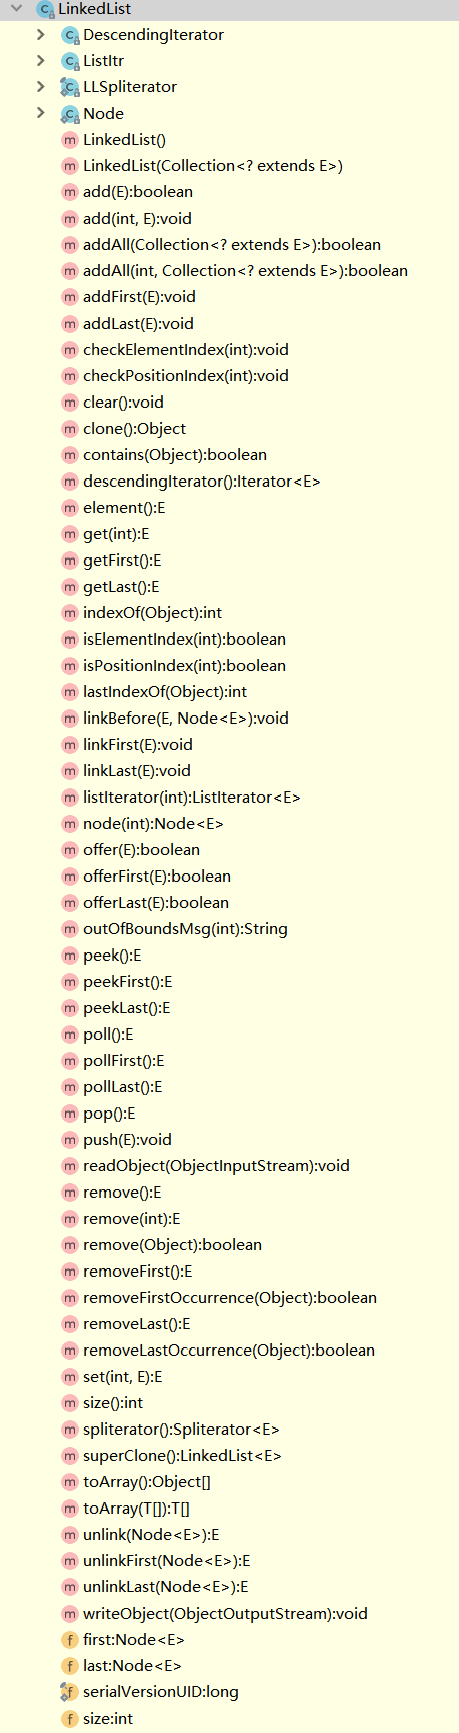 LinkedList
DescendingIterator
ListItr
LLSpliterator
Node
LinkedList()
LinkedList(Collection<? extends E>)
add(E):boolean
add(int, E):void
addAll(Collection<? extends E>):boolean
addAll(int, Collection<? extends E>):boolean
addFirst(E):void
addLast(E):void
checkElementIndex(int):void
checkPositionIndex(int):void
clear():void
clone():Object
contains(Object):boolean
descendingIterator():Iterator<E>
element():E
get(int):E
getFirst():E
getLast():E
indexOf(Object):int
isElementIndex(int):boolean
isPositionIndex(int):boolean
lastIndexOf(Object):int
linkBefore(E, Node<E>):void
linkFirst(E):void
linkLast(E):void
listIterator(int):ListIterator<E>
node(int):Node<E>
offer(E):boolean
offerFirst(E):boolean
offerLast(E):boolean
outOfBoundsMsg(int):String
peek():E
peekFirst():E
peekLast():E
poll():E
pollFirst():E
pollLast():E
pop():E
push(E):void
readObject(ObjectInputStream):void
remove():E
remove(int):E
remove(Object):boolean
removeFirst():E
removeFirstOccurrence(Object):boolean
removeLast():E
removeLastOccurrence(Object):boolean
set(int, E):E
size():int
spliterator():Spliterator<E>
superClone():LinkedList<E>
toArray():Object[]
toArray(T[]):T[]
unlink(Node<E>):E
unlinkFirst(Node<E>):E
unlinkLast(Node<E>):E
writeObject(ObjectOutputStream):void
first:Node<E>
last:Node<E>
serialVersionUID:long
size:int